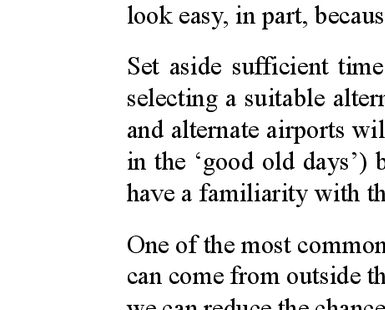 look easy, in part, becaus
Set aside sufficient time
selecting a suitable altern
and alternate airports wil
in the ‘good old days’) b
have a familiarity with th
One of the most common
can come from outside th
we can reduce the chance